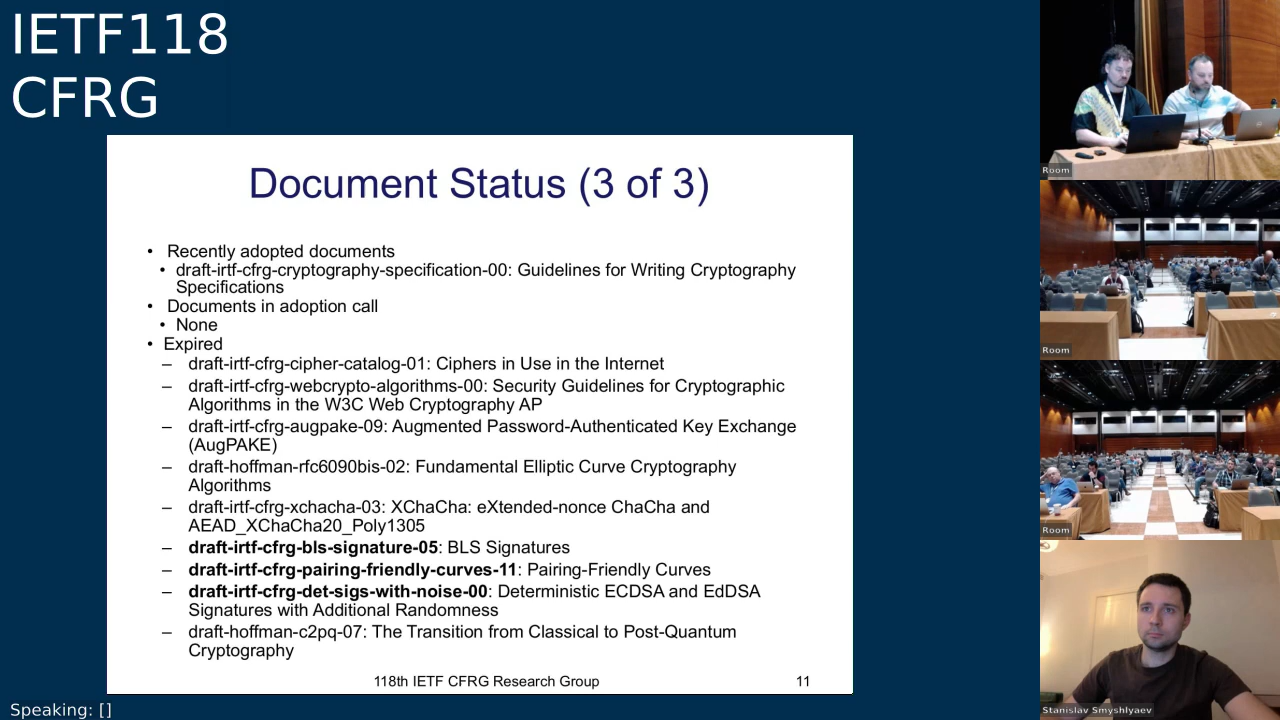 IETF118
CFRG
Document Status (3 of 3)
• Recently adopted documents
• draft-irtf-cfrg-cryptography-specification-00: Guidelines for Writing Cryptography
Specifications
• Documents in adoption call
• None
• Expired
– draft-irtf-cfrg-cipher-catalog-01: Ciphers in Use in the Internet
– draft-irtf-cfrg-webcrypto-algorithms-00: Security Guidelines for Cryptographic
Algorithms in the W3C Web Cryptography AP
– draft-irtf-cfrg-augpake-09: Augmented Password-Authenticated Key Exchange
(AugPAKE)
– draft-hoffman-rfc6090bis-02: Fundamental Elliptic Curve Cryptography
Algorithms
– draft-irtf-cfrg-xchacha-03: XChaCha: eXtended-nonce ChaCha and
AEAD_XChaCha20_Poly1305
– draft-irtf-cfrg-bls-signature-05: BLS Signatures
– draft-irtf-cfrg-pairing-friendly-curves-11: Pairing-Friendly Curves
– draft-irtf-cfrg-det-sigs-with-noise-00: Deterministic ECDSA and EdDSA
Signatures with Additional Randomness
– draft-hoffman-c2pq-07: The Transition from Classical to Post-Quantum
Cryptography
118th IETF CFRG Research Group 11
Speaking: []
Room
Room
Room
Stanislav Smyshlyaev